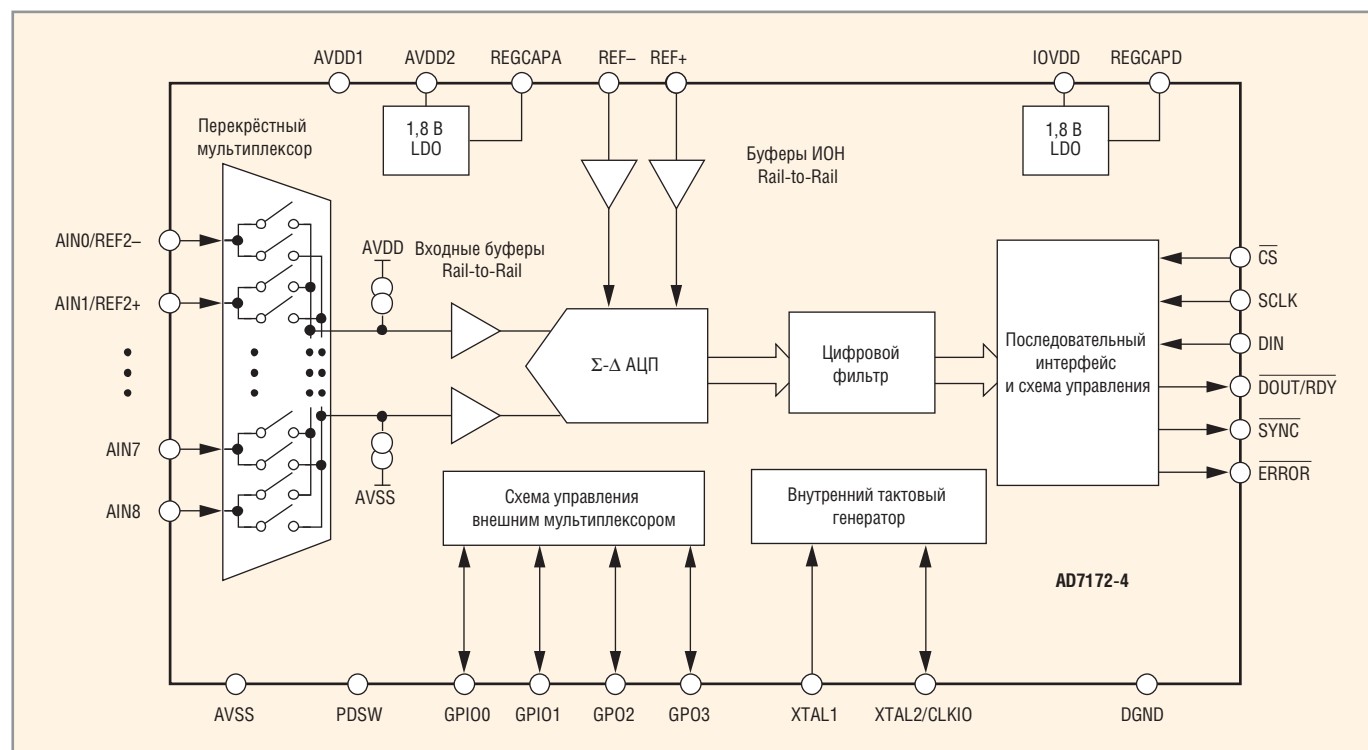 AVDD1
AVDD2
REGCAPA
REF–
REF+
IOVDD
REGCAPD
1,8 В
LDO
1,8 В
LDO
Перекрёстный
мультиплексор
Буферы ИОН
Rail-to-Rail
AIN0/REF2–
AIN1/REF2+
AIN7
AIN8
AVDD
Входные буферы
Rail-to-Rail
AVSS
Σ-Δ АЦП
Цифровой
фильтр
Последовательный
интерфейс
и схема управления
CS
SCLK
DIN
DOUT/RDY
SYNC
ERROR
Схема управления
внешним мультиплексором
Внутренний тактовый
генератор
AD7172-4
AVSS
PDSW
GPIO0
GPIO1
GPO2
GPO3
XTAL1
XTAL2/CLKIO
DGND